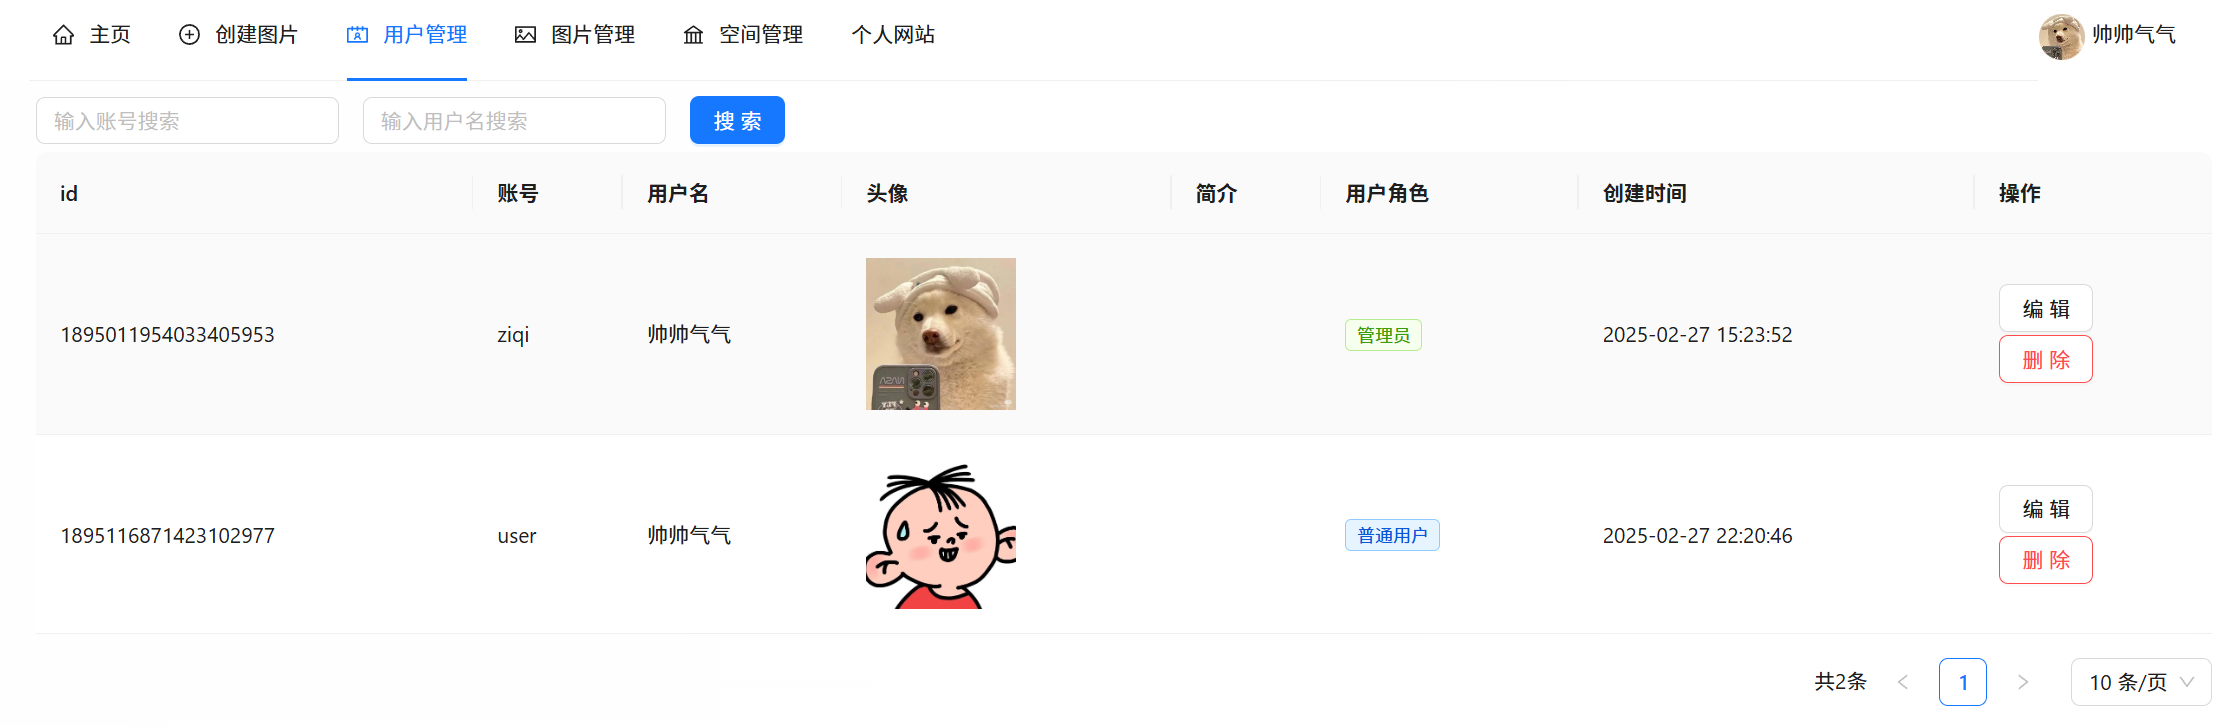 主页 创建图片 用户管理 图片管理 空间管理 个人网站 帅帅气气
输入账号搜索 输入用户名搜索 搜 索
id 账号 用户名 头像 简介 用户角色 创建时间 操作
1895011954033405953 ziqi 帅帅气气 管理员 2025-02-27 15:23:52 编 辑
删 除
1895116871423102977 user 帅帅气气 普通用户 2025-02-27 22:20:46 编 辑
删 除
共2条 < 1 > 10 条/页